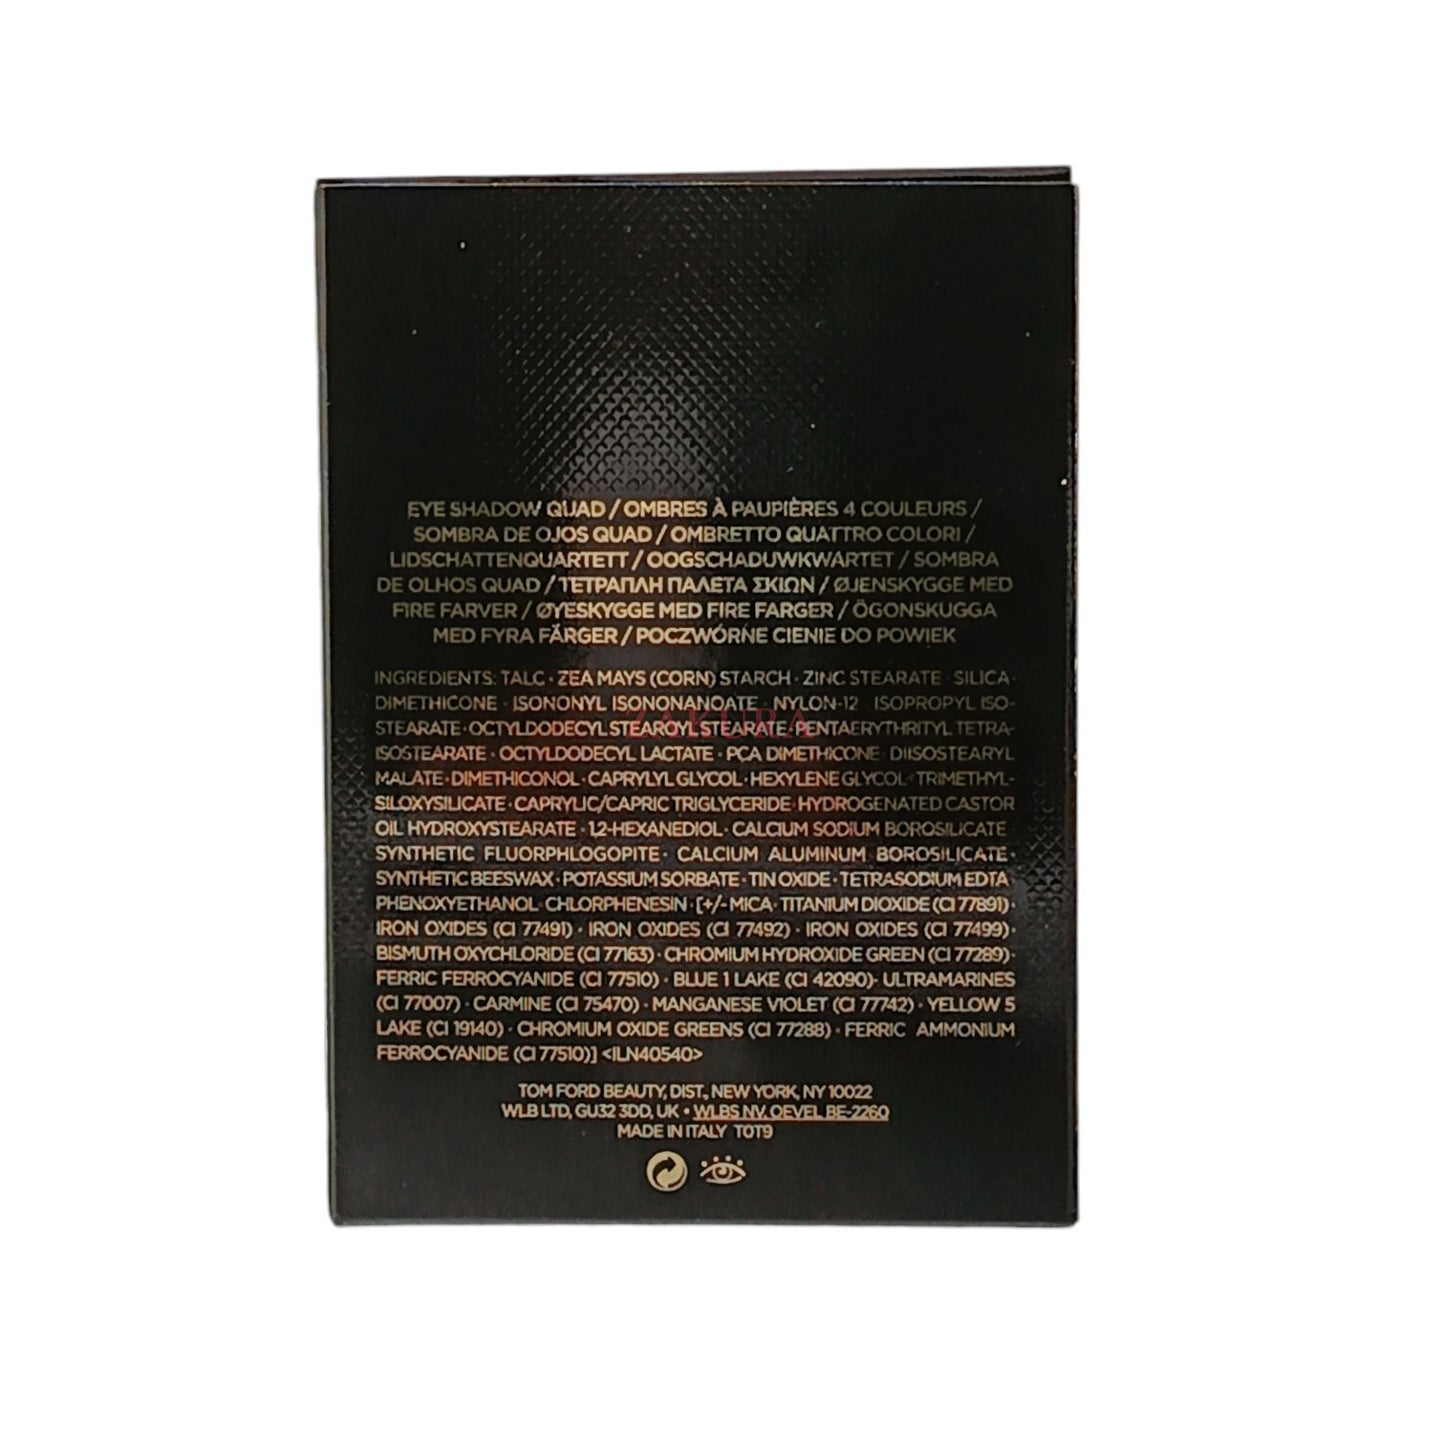 EYE SHADOW QUAD / OMBRES À PAUPIÈRES 4 COULEURS /
SOMBRA DE OJOS QUAD / OMBRETTO QUATTRO COLORI /
LIDSCHATTENQUARTETT / OOGSCHADUWKWARTET / SOMBRA
DE OLHOS QUAD / ΤΕΤΡΑΠΛΗ ΠΑΛΕΤΑ ΣΚΙΩΝ / ØJENSKYGGE MED
FIRE FARVER / ØYESKYGGE MED FIRE FARGER / ÖGONSKUGGA
MED FYRA FÄRGER / POCZWÓRNE CIENIE DO POWIEK
INGREDIENTS: TALC · ZEA MAYS (CORN) STARCH · ZINC STEARATE · SILICA ·
DIMETHICONE · ISONONYL ISONONANOATE · NYLON-12 · ISOPROPYL ISO-
STEARATE · OCTYLDODECYL STEAROYL STEARATE · PENTAERYTHRITYL TETRA-
ZAKURA
ISOSTEARATE · OCTYLDODECYL LACTATE · PCA DIMETHICONE · DIISOSTEARYL
MALATE · DIMETHICONOL · CAPRYLYL GLYCOL · HEXYLENE GLYCOL · TRIMETHYL-
SILOXYSILICATE · CAPRYLIC/CAPRIC TRIGLYCERIDE · HYDROGENATED CASTOR
OIL HYDROXYSTEARATE · 1,2-HEXANEDIOL · CALCIUM SODIUM BOROSILICATE ·
SYNTHETIC FLUORPHLOGOPITE · CALCIUM ALUMINUM BOROSILICATE ·
SYNTHETIC BEESWAX · POTASSIUM SORBATE · TIN OXIDE · TETRASODIUM EDTA ·
PHENOXYETHANOL · CHLORPHENESIN · [+/- MICA · TITANIUM DIOXIDE (CI 77891) ·
IRON OXIDES (CI 77491) · IRON OXIDES (CI 77492) · IRON OXIDES (CI 77499) ·
BISMUTH OXYCHLORIDE (CI 77163) · CHROMIUM HYDROXIDE GREEN (CI 77289) ·
FERRIC FERROCYANIDE (CI 77510) · BLUE 1 LAKE (CI 42090) · ULTRAMARINES
(CI 77007) · CARMINE (CI 75470) · MANGANESE VIOLET (CI 77742) · YELLOW 5
LAKE (CI 19140) · CHROMIUM OXIDE GREENS (CI 77288) · FERRIC AMMONIUM
FERROCYANIDE (CI 77510)] <ILN40540>
TOM FORD BEAUTY, DIST., NEW YORK, NY 10022
WLB LTD, GU32 3DD, UK • WLBS NV. OEVEL BE-2260
MADE IN ITALY T0T9